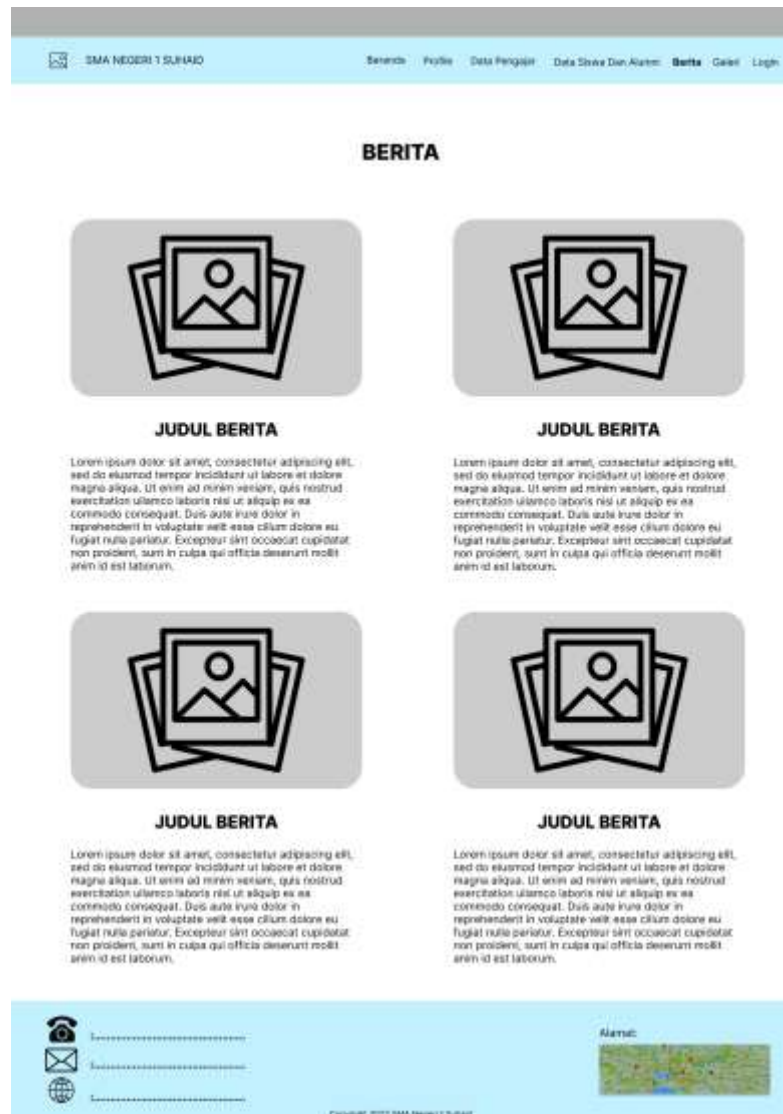 SMA NEGERI 1 SUHAID
Beranda Profile Data Pengajar Data Siswa Dan Alumni Berita Galeri Login
BERITA
JUDUL BERITA
Lorem ipsum dolor sit amet, consectetur adipiscing elit,
sed do eiusmod tempor incididunt ut labore et dolore
magna aliqua. Ut enim ad minim veniam, quis nostrud
exercitation ullamco laboris nisi ut aliquip ex ea
commodo consequat. Duis aute irure dolor in
reprehenderit in voluptate velit esse cillum dolore eu
fugiat nulla pariatur. Excepteur sint occaecat cupidatat
non proident, sunt in culpa qui officia deserunt mollit
anim id est laborum.
JUDUL BERITA
Lorem ipsum dolor sit amet, consectetur adipiscing elit,
sed do eiusmod tempor incididunt ut labore et dolore
magna aliqua. Ut enim ad minim veniam, quis nostrud
exercitation ullamco laboris nisi ut aliquip ex ea
commodo consequat. Duis aute irure dolor in
reprehenderit in voluptate velit esse cillum dolore eu
fugiat nulla pariatur. Excepteur sint occaecat cupidatat
non proident, sunt in culpa qui officia deserunt mollit
anim id est laborum.
JUDUL BERITA
Lorem ipsum dolor sit amet, consectetur adipiscing elit,
sed do eiusmod tempor incididunt ut labore et dolore
magna aliqua. Ut enim ad minim veniam, quis nostrud
exercitation ullamco laboris nisi ut aliquip ex ea
commodo consequat. Duis aute irure dolor in
reprehenderit in voluptate velit esse cillum dolore eu
fugiat nulla pariatur. Excepteur sint occaecat cupidatat
non proident, sunt in culpa qui officia deserunt mollit
anim id est laborum.
JUDUL BERITA
Lorem ipsum dolor sit amet, consectetur adipiscing elit,
sed do eiusmod tempor incididunt ut labore et dolore
magna aliqua. Ut enim ad minim veniam, quis nostrud
exercitation ullamco laboris nisi ut aliquip ex ea
commodo consequat. Duis aute irure dolor in
reprehenderit in voluptate velit esse cillum dolore eu
fugiat nulla pariatur. Excepteur sint occaecat cupidatat
non proident, sunt in culpa qui officia deserunt mollit
anim id est laborum.
Alamat:
Copyright SMA Negeri 1 Suhaid